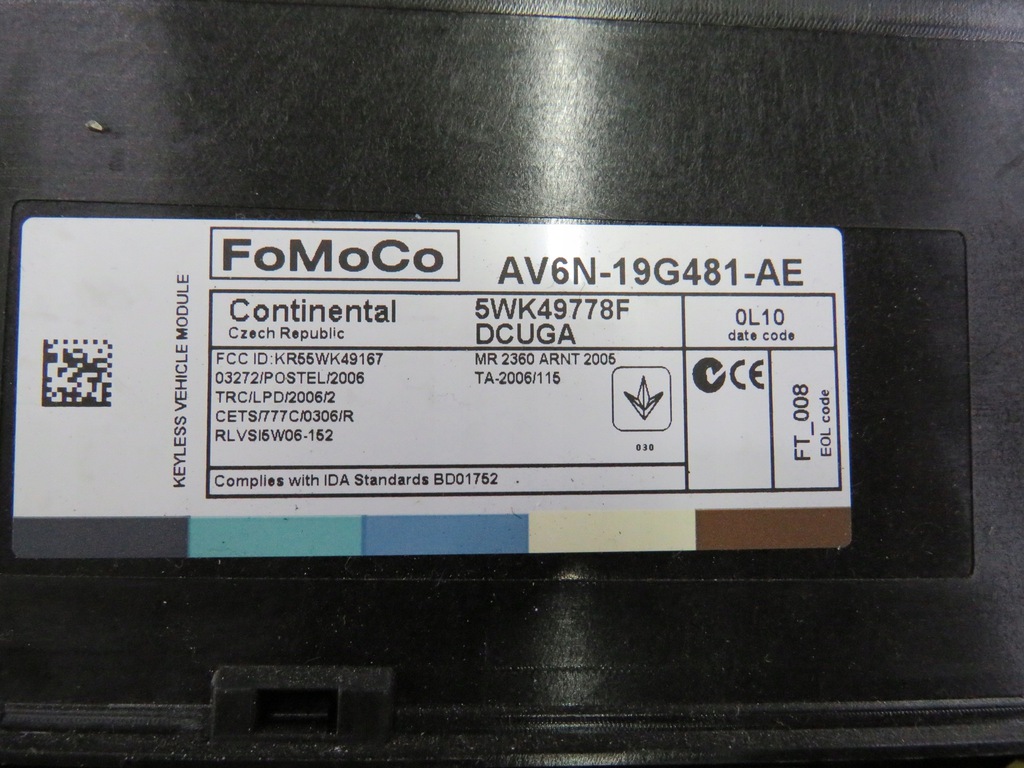 FoMoCo
AV6N-19G481-AE
KEYLESS VEHICLE MODULE
Continental
Czech Republic
5WK49778F
DCUGA
0L10
date code
FCC ID:KR55WK49167
03272/POSTEL/2006
TRC/LPD/2006/2
CETS/777C/0306/R
RLVSI5W06-152
MR 2360 ARNT 2005
TA-2006/115
030
CE
FT_008
EOL code
Complies with IDA Standards BD01752